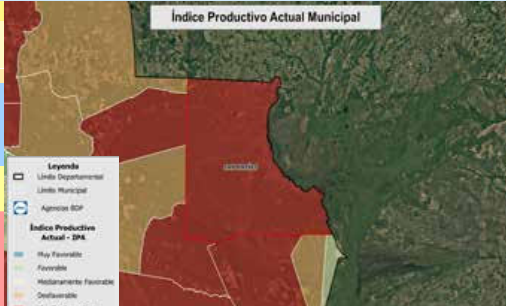 Índice Productivo Actual Municipal
Leyenda
Límite Departamental
Límite Municipal
Agencias BDP
Índice Productivo
Actual - IPA
Muy Favorable
Favorable
Medianamente Favorable
Desfavorable